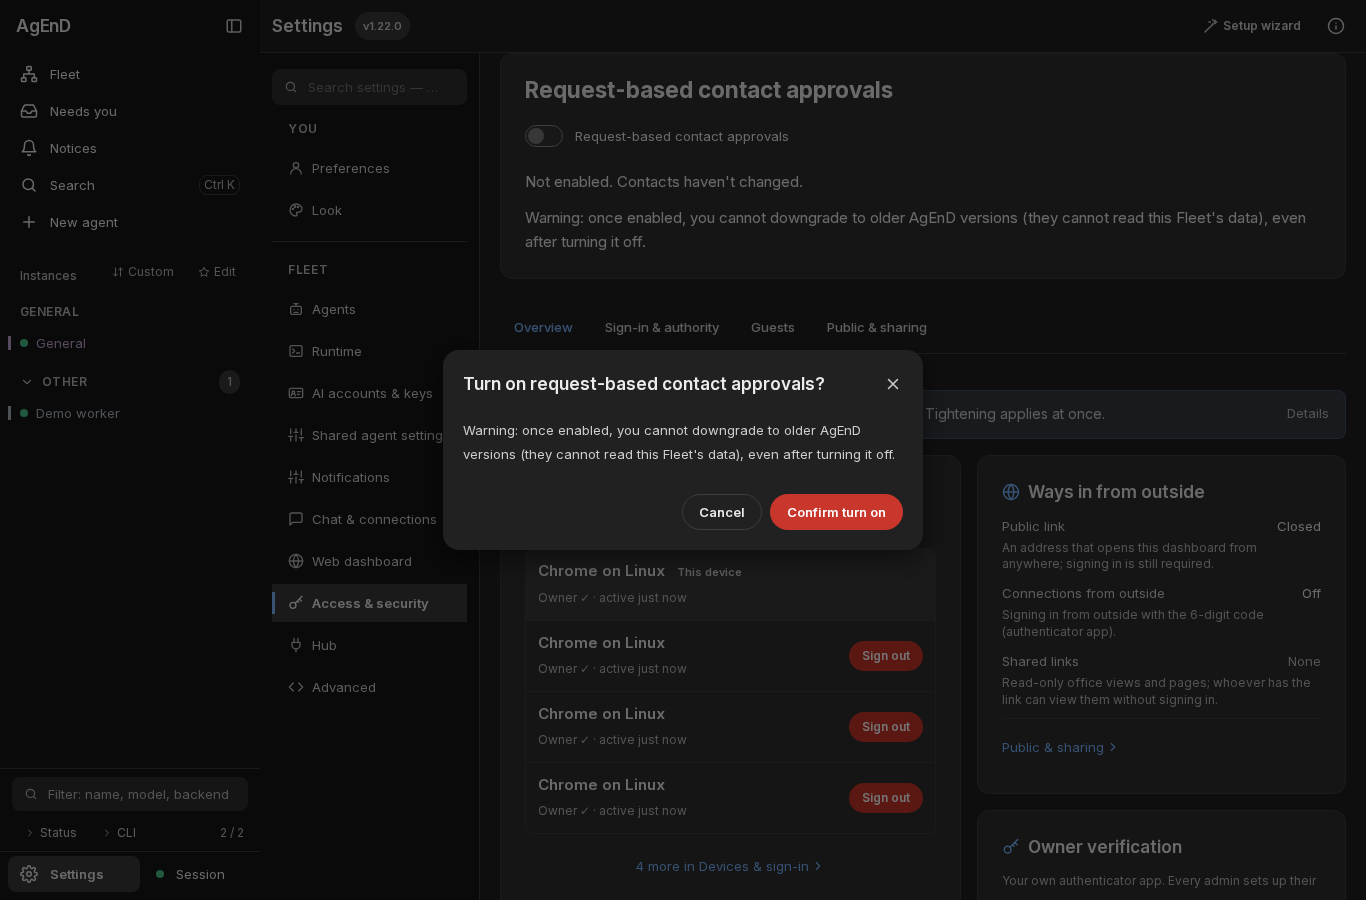 AgEnD
Fleet
Needs you
Notices
Search
Ctrl K
New agent
Instances
Custom
Edit
GENERAL
General
OTHER
1
Demo worker
Filter: name, model, backend
Status
CLI
2 / 2
Settings
Session
Settings
v1.22.0
Setup wizard
Search settings — ...
YOU
Preferences
Look
FLEET
Agents
Runtime
AI accounts & keys
Shared agent setting
Notifications
Chat & connections
Web dashboard
Access & security
Hub
Advanced
Request-based contact approvals
Request-based contact approvals
Not enabled. Contacts haven't changed.
Warning: once enabled, you cannot downgrade to older AgEnD versions (they cannot read this Fleet's data), even
after turning it off.
Overview
Sign-in & authority
Guests
Public & sharing
Tightening applies at once.
Details
Turn on request-based contact approvals?
Warning: once enabled, you cannot downgrade to older AgEnD
versions (they cannot read this Fleet's data), even after turning it off.
Cancel
Confirm turn on
Chrome on Linux
This device
Owner ✓ · active just now
Chrome on Linux
Owner ✓ · active just now
Sign out
Chrome on Linux
Owner ✓ · active just now
Sign out
Chrome on Linux
Owner ✓ · active just now
Sign out
4 more in Devices & sign-in
Ways in from outside
Public link
Closed
An address that opens this dashboard from
anywhere; signing in is still required.
Connections from outside
Off
Signing in from outside with the 6-digit code
(authenticator app).
Shared links
None
Read-only office views and pages; whoever has the
link can view them without signing in.
Public & sharing
Owner verification
Your own authenticator app. Every admin sets up their